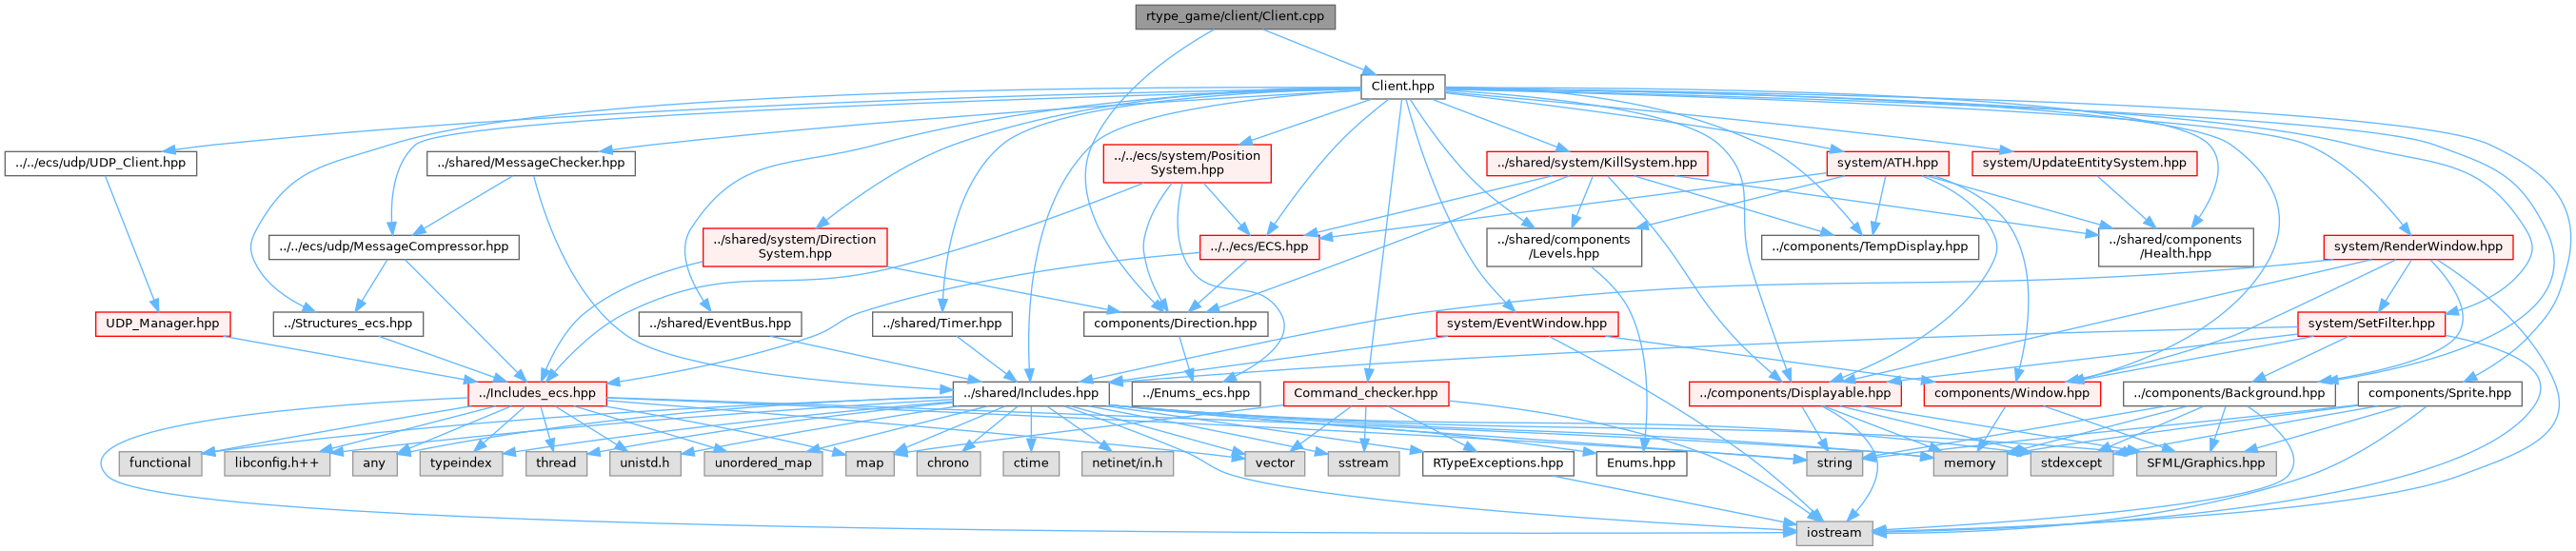 rtype_game/client/Client.cpp
Client.hpp
../../ecs/udp/UDP_Client.hpp
../shared/MessageChecker.hpp
../../ecs/system/Position
System.hpp
../shared/system/KillSystem.hpp
system/ATH.hpp
system/UpdateEntitySystem.hpp
../../ecs/udp/MessageCompressor.hpp
../shared/system/Direction
System.hpp
../../ecs/ECS.hpp
../shared/components
/Levels.hpp
../components/TempDisplay.hpp
../shared/components
/Health.hpp
system/RenderWindow.hpp
UDP_Manager.hpp
../Structures_ecs.hpp
../shared/EventBus.hpp
../shared/Timer.hpp
components/Direction.hpp
system/EventWindow.hpp
system/SetFilter.hpp
../Includes_ecs.hpp
../shared/Includes.hpp
../Enums_ecs.hpp
Command_checker.hpp
../components/Displayable.hpp
components/Window.hpp
../components/Background.hpp
components/Sprite.hpp
functional
libconfig.h++
any
typeindex
thread
unistd.h
unordered_map
map
chrono
ctime
netinet/in.h
vector
sstream
RTypeExceptions.hpp
Enums.hpp
string
memory
stdexcept
SFML/Graphics.hpp
iostream